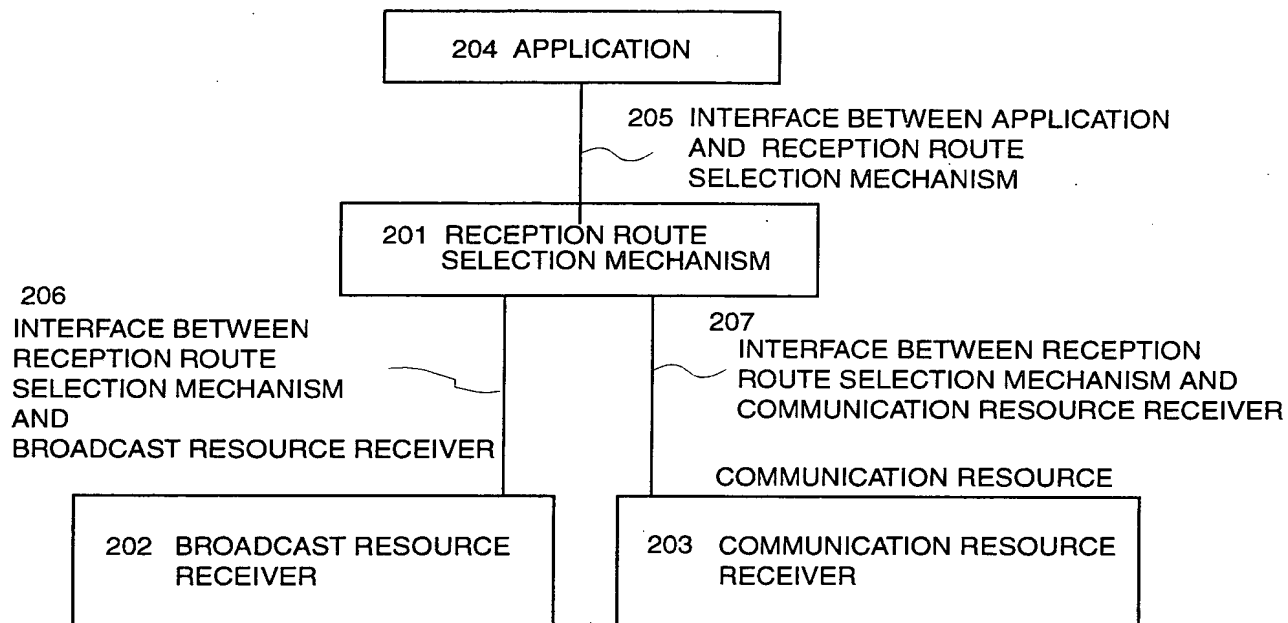 204 APPLICATION
205 INTERFACE BETWEEN APPLICATION
AND RECEPTION ROUTE
SELECTION MECHANISM
201 RECEPTION ROUTE
SELECTION MECHANISM
206
INTERFACE BETWEEN
RECEPTION ROUTE
SELECTION MECHANISM
AND
BROADCAST RESOURCE RECEIVER
207
INTERFACE BETWEEN RECEPTION
ROUTE SELECTION MECHANISM AND
COMMUNICATION RESOURCE RECEIVER
COMMUNICATION RESOURCE
202 BROADCAST RESOURCE
RECEIVER
203 COMMUNICATION RESOURCE
RECEIVER